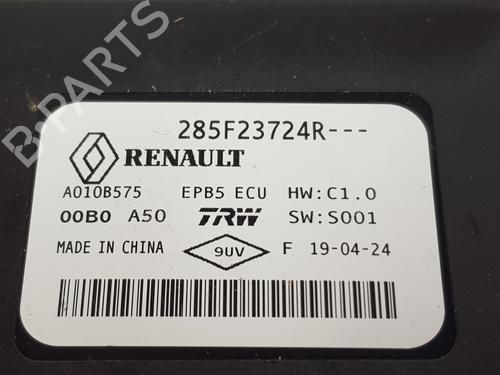 B-PARTS
285F23724R---
RENAULT
A010B575 EPB5 ECU HW:C1.0
00B0 A50 TRW SW:S001
MADE IN CHINA 9UV F 19-04-24